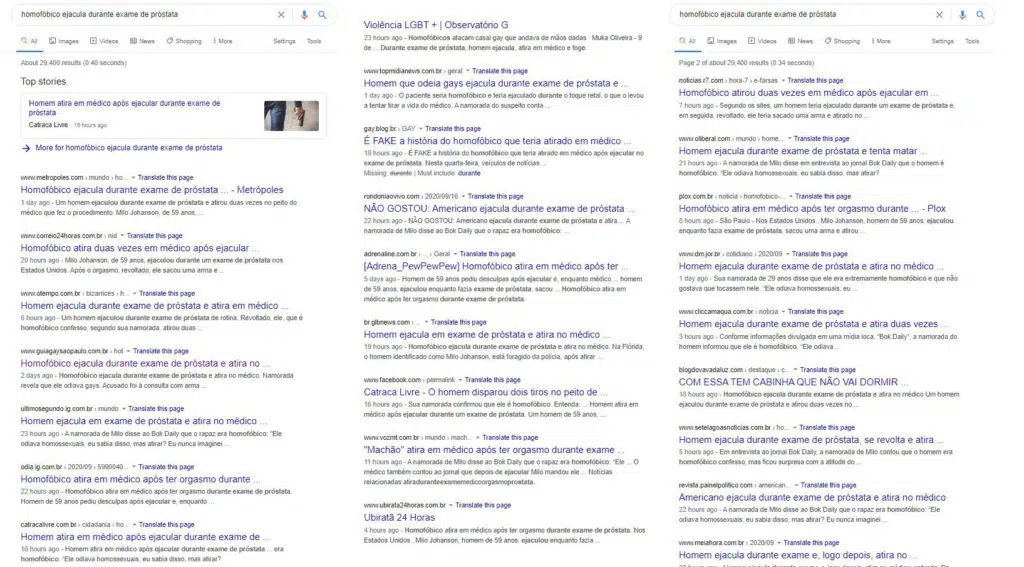 homofóbico ejacula durante exame de próstata
All
Images
Videos
News
Shopping
More
Settings
Tools
About 29,400 results (0.40 seconds)
Top stories
Homem atira em médico após ejacular durante exame de
próstata
Catraca Livre · 16 hours ago
More for homofóbico ejacula durante exame de próstata
www.metropoles.com › mundo › ho... Translate this page
Homofóbico ejacula durante exame de próstata ... - Metrópoles
1 day ago - Um homem ejaculou durante exame de próstata e atirou duas vezes no peito do
médico que fez o procedimento. Milo Johanson, de 59 anos, ...
www.correio24horas.com.br › nid Translate this page
Homofóbico atira duas vezes em médico após ejacular ...
20 hours ago - Milo Johanson, de 59 anos, ejaculou durante um exame de próstata nos
Estados Unidos. Após o orgasmo, revoltado, ele sacou uma arma e ...
www.otempo.com.br › bizarrices › h... Translate this page
Homem ejacula durante exame de próstata e atira em médico ...
6 hours ago - Um homem ejaculou durante exame de próstata de rotina. Revoltado, ele, que é
homofóbico confesso, segundo sua namorada, atirou duas ...
www.guiagaysaopaulo.com.br › hot Translate this page
Homofóbico ejacula durante exame de próstata e atira no ...
2 days ago - Homofóbico ejacula durante exame de próstata e atira no médico. Namorada
revela que ele odiava gays. Acusado foi à consulta com arma ...
ultimosegundo.ig.com.br › mundo Translate this page
Homem ejacula em exame de próstata e atira no médico ...
23 hours ago - A namorada de Milo disse ao Bok Daily que o rapaz era homofóbico: "Ele
odiava homossexuais, eu sabia disso, mas atirar? Eu nunca imaginei ...
odia.ig.com.br › 2020/09 › 5990040... Translate this page
Homofóbico atira em médico após ter orgasmo durante ...
22 hours ago - Homofóbico atira em médico após ter orgasmo durante exame de próstata.
Homem de 59 anos pediu desculpas após ejacular e, enquanto ...
catracalivre.com.br › cidadania › ho... Translate this page
Homem atira em médico após ejacular durante exame de ...
16 hours ago - Homem atira em médico após ejacular durante exame de próstata ... era
homofóbico: "Ele odiava homossexuais, eu sabia disso, mas atirar?
Violência LGBT + | Observatório G
23 hours ago - Homofóbicos atacam casal gay que andava de mãos dadas · Muka Oliveira - 9
de ... Durante exame de próstata, homem ejacula, atira em médico e foge.
www.topmidianews.com.br › geral Translate this page
Homem que odeia gays ejacula durante exame de próstata e ...
1 day ago - O paciente seria homofóbico e teria ejaculado durante o toque retal, o que o levou
a tentar tirar a vida do médico. A namorada do suspeito conta ...
gay.blog.br › GAY Translate this page
É FAKE a história do homofóbico que teria atirado em médico ...
19 hours ago - É FAKE a história do homofóbico que teria atirado em médico após ejacular no
exame de próstata. Nesta quarta-feira, veículos de notícias ...
Missing: durante | Must include: durante
rondoniaovivo.com › 2020/09/16 Translate this page
NÃO GOSTOU: Americano ejacula durante exame de próstata ...
22 hours ago - NÃO GOSTOU: Americano ejacula durante exame de próstata e atira... A
namorada de Milo disse que o rapaz era homofóbico: ...
adrenaline.com.br › ... › Geral Translate this page
[Adrena_PewPewPew] Homofóbico atira em médico após ter ...
5 days ago - Homem de 59 anos pediu desculpas após ejacular e, enquanto médico ... homem
de 59 anos, ejaculou enquanto fazia exame de próstata, sacou ... Homofóbico atira em
médico após ter orgasmo durante exame de próstata.
br.glbnews.com › ... Translate this page
Homem ejacula em exame de próstata e atira no médico ...
19 hours ago - Homofóbico ejacula durante exame de próstata e atira no médico. Na Flórida,
o homem identificado como Milo Johanson, está foragido da polícia, após atirar ...
www.facebook.com › permalink Translate this page
Catraca Livre - O homem disparou dois tiros no peito de ...
16 hours ago - Sua namorada confirmou que ele é homofóbico. Entenda: ... Homem atira em
médico após ejacular durante um exame de próstata. Um homem de 59 anos, ...
www.vozmt.com.br › mundo › mach... Translate this page
"Machão" atira em médico após ter orgasmo durante exame ...
11 hours ago - A namorada de Milo disse ao Bok Daily que o rapaz era homofóbico: "Ele ... O
médico também contou ao jornal que depois de ejacular Milo mandou ele ... Notícias
relacionadas:atiraduranteexamemedicoorgasmoprostata.
www.ubirata24horas.com.br Translate this page
Ubiratã 24 Horas
4 hours ago - Homofóbico atira em médico após ter orgasmo durante exame de próstata. Nos
Estados Unidos , Milo Johanson, homem de 59 anos, ejaculou enquanto fazia ...
homofóbico ejacula durante exame de próstata
All
Images
Videos
News
Shopping
More
Settings
Tools
Page 2 of about 29,400 results (0.34 seconds)
noticias.r7.com › hora-7 › e-farsas Translate this page
Homofóbico atirou duas vezes em médico após ejacular em ...
7 hours ago - Segundo os sites, um homem teria ejaculado durante um exame de próstata e,
em seguida, revoltado, ele teria sacado uma arma e atirado no ...
www.oliberal.com › mundo › home... Translate this page
Homem ejacula durante exame de próstata e tenta matar ...
21 hours ago - A namorada de Milo disse em entrevista ao jornal Bok Daily que o homem é
homofóbico. "Ele odiava homossexuais, eu sabia disso, mas atirar?
plox.com.br › noticia › homofobico-... Translate this page
Homofóbico atira em médico após ter orgasmo durante ... - Plox
8 hours ago - São Paulo - Nos Estados Unidos , Milo Johanson, homem de 59 anos, ejaculou
enquanto fazia exame de próstata, sacou uma arma e atirou ...
www.dm.jor.br › cotidiano › 2020/09 Translate this page
Homem ejacula durante exame de próstata e atira no médico ...
1 day ago - Sua namorada de 29 anos disse que ele era extremamente homofóbico e que não
gostava que tocassem nele. "Ele odiava homossexuais, eu ...
www.cliccamaqua.com.br › noticia Translate this page
Homem ejacula durante exame de próstata e atira duas vezes ...
3 hours ago - Conforme informações divulgada em uma mídia loca. "Bok Daily", a namorada do
homem informou que ele é homofóbico. "Ele odiava ...
blogdovavadaluz.com › destaque › c... Translate this page
COM ESSA TEM CABINHA QUE NÃO VAI DORMIR ...
18 hours ago - Homofóbico ejacula durante exame de próstata e atira no médico Um homem
ejaculou durante exame de próstata e atirou duas vezes no ...
www.setelagoasnoticias.com.br › ho... Translate this page
Homem ejacula durante exame de próstata, se revolta e atira ...
5 hours ago - Em entrevista ao jornal Bok Daily, a namorada de Milo contou que o homem era
homofóbico confesso, mas ficou surpresa com a atitude do ...
revista.painelpolitico.com › american... Translate this page
Americano ejacula durante exame de próstata e atira no médico
22 hours ago - A namorada de Milo disse ao Bok Daily que o rapaz era homofóbico: "Ele
odiava homossexuais, eu sabia disso, mas atirar? Eu nunca imaginei ...
www.meiahora.com.br › 2020/09 Translate this page
Homem ejacula durante exame e, logo depois, atira no ...